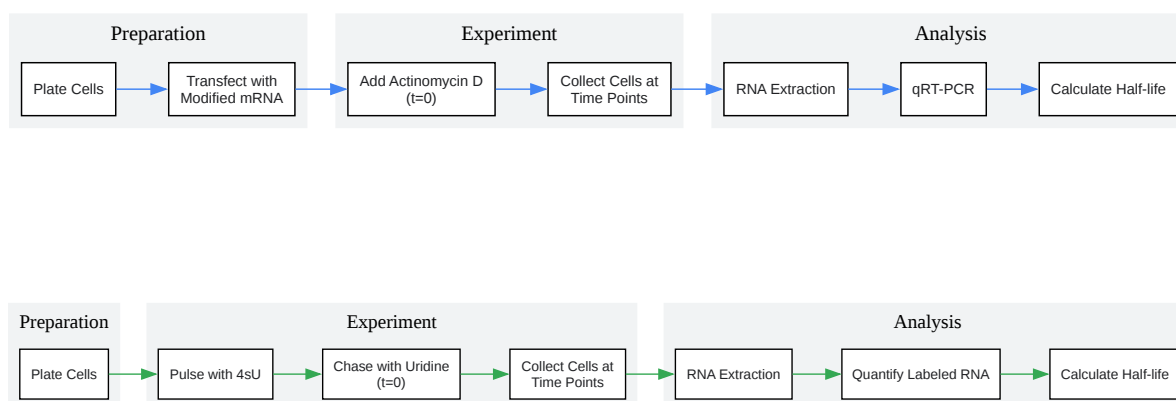 Preparation
Experiment
Analysis
Plate Cells
Transfect with
Modified mRNA
Add Actinomycin D
(t=0)
Collect Cells at
Time Points
RNA Extraction
qRT-PCR
Calculate Half-life
Preparation
Experiment
Analysis
Plate Cells
Pulse with 4sU
Chase with Uridine
(t=0)
Collect Cells at
Time Points
RNA Extraction
Quantify Labeled RNA
Calculate Half-life